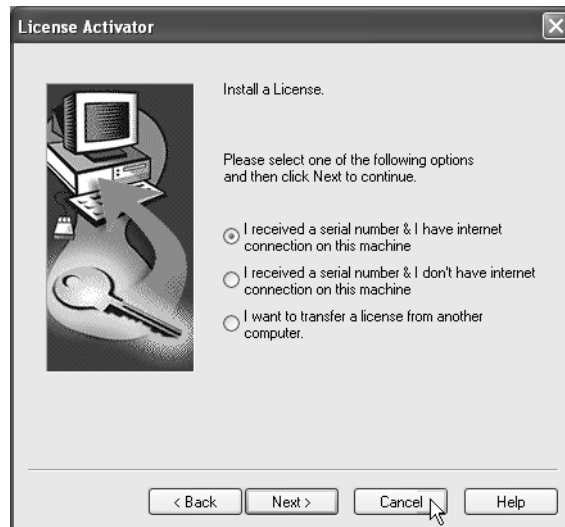 License Activator
Install a License.
Please select one of the following options
and then click Next to continue.
I received a serial number & I have internet
connection on this machine
I received a serial number & I don't have internet
connection on this machine
I want to transfer a license from another
computer.
< Back Next > Cancel Help